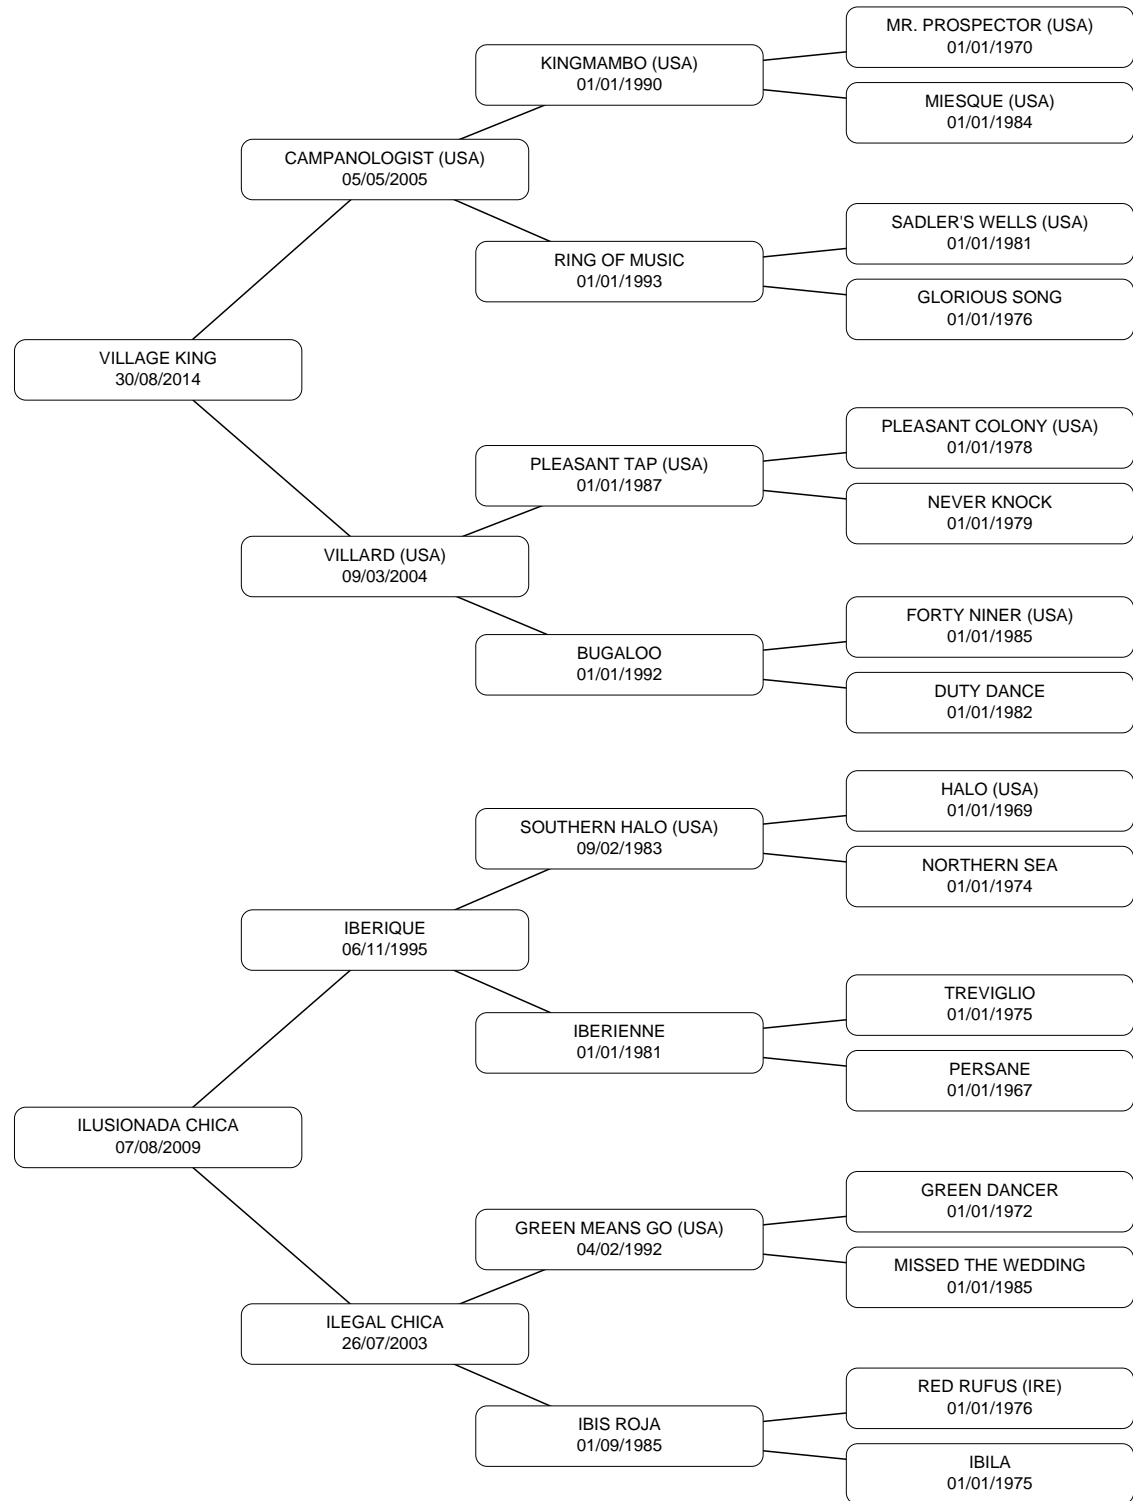 MR. PROSPECTOR (USA)
01/01/1970
KINGMAMBO (USA)
01/01/1990
MIESQUE (USA)
01/01/1984
CAMPANOLOGIST (USA)
05/05/2005
SADLER'S WELLS (USA)
01/01/1981
RING OF MUSIC
01/01/1993
GLORIOUS SONG
01/01/1976
VILLAGE KING
30/08/2014
PLEASANT COLONY (USA)
01/01/1978
PLEASANT TAP (USA)
01/01/1987
NEVER KNOCK
01/01/1979
VILLARD (USA)
09/03/2004
FORTY NINER (USA)
01/01/1985
BUGALOO
01/01/1992
DUTY DANCE
01/01/1982
HALO (USA)
01/01/1969
SOUTHERN HALO (USA)
09/02/1983
NORTHERN SEA
01/01/1974
IBERIQUE
06/11/1995
TREVIGLIO
01/01/1975
IBERIENNE
01/01/1981
PERSANE
01/01/1967
ILUSIONADA CHICA
07/08/2009
GREEN DANCER
01/01/1972
GREEN MEANS GO (USA)
04/02/1992
MISSED THE WEDDING
01/01/1985
ILEGAL CHICA
26/07/2003
RED RUFUS (IRE)
01/01/1976
IBIS ROJA
01/09/1985
IBILA
01/01/1975